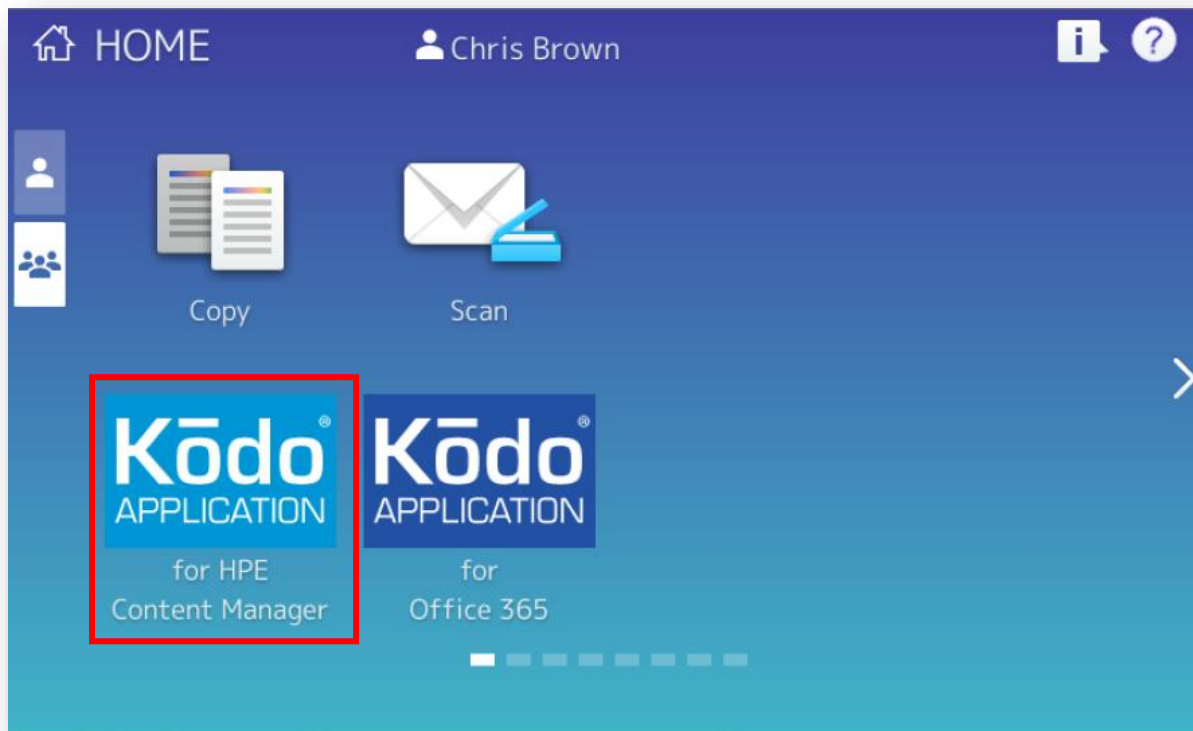 HOME
Chris Brown
i
?
Copy
Scan
Kōdo®
APPLICATION
for HPE
Content Manager
Kōdo®
APPLICATION
for
Office 365